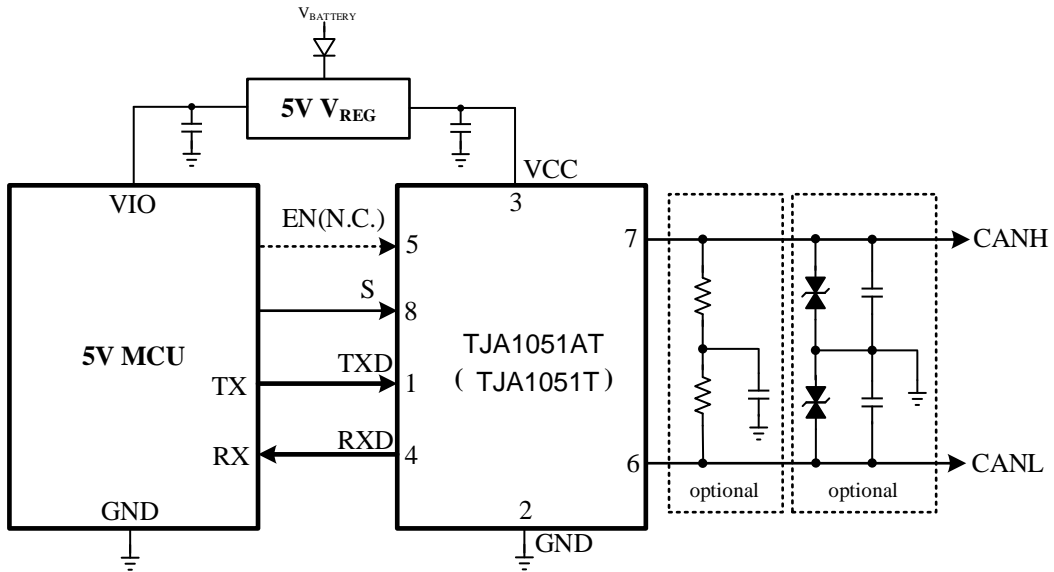 VBATTERY
5V VREG
VCC
VIO
3
EN(N.C.)
5
7
CANH
S
8
5V MCU
TJA1051AT
( TJA1051T )
TX
TXD
1
RX
RXD
4
6
CANL
optional
optional
GND
2
GND